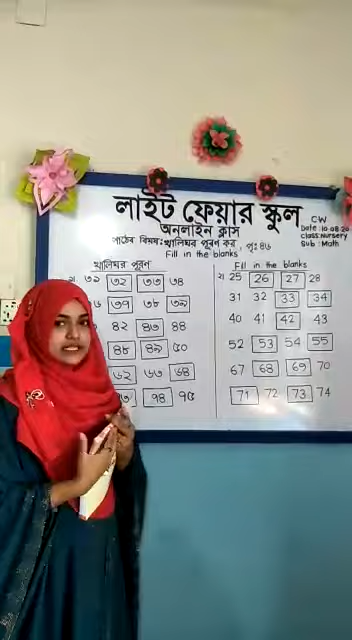 লাইট ফেয়ার স্কুল
অনলাইন ক্লাস
পাঠের বিষয়: খালিঘর পূরণ কর, পৃ: ৪৬
Fill in the blanks
CW
Date: 10.08.20
Class: Nursery
Sub: Math
খালিঘর পূরণ
৩১ ৩২ ৩৩ ৩৪
৩৭ ৩৮ ৩৯
৪২ ৪৩ ৪৪
৪৮ ৪৯ ৫০
৬২ ৬৩ ৬৪
৭৪ ৭৫
Fill in the blanks
২) 25 26 27 28
31 32 33 34
40 41 42 43
52 53 54 55
67 68 69 70
71 72 73 74